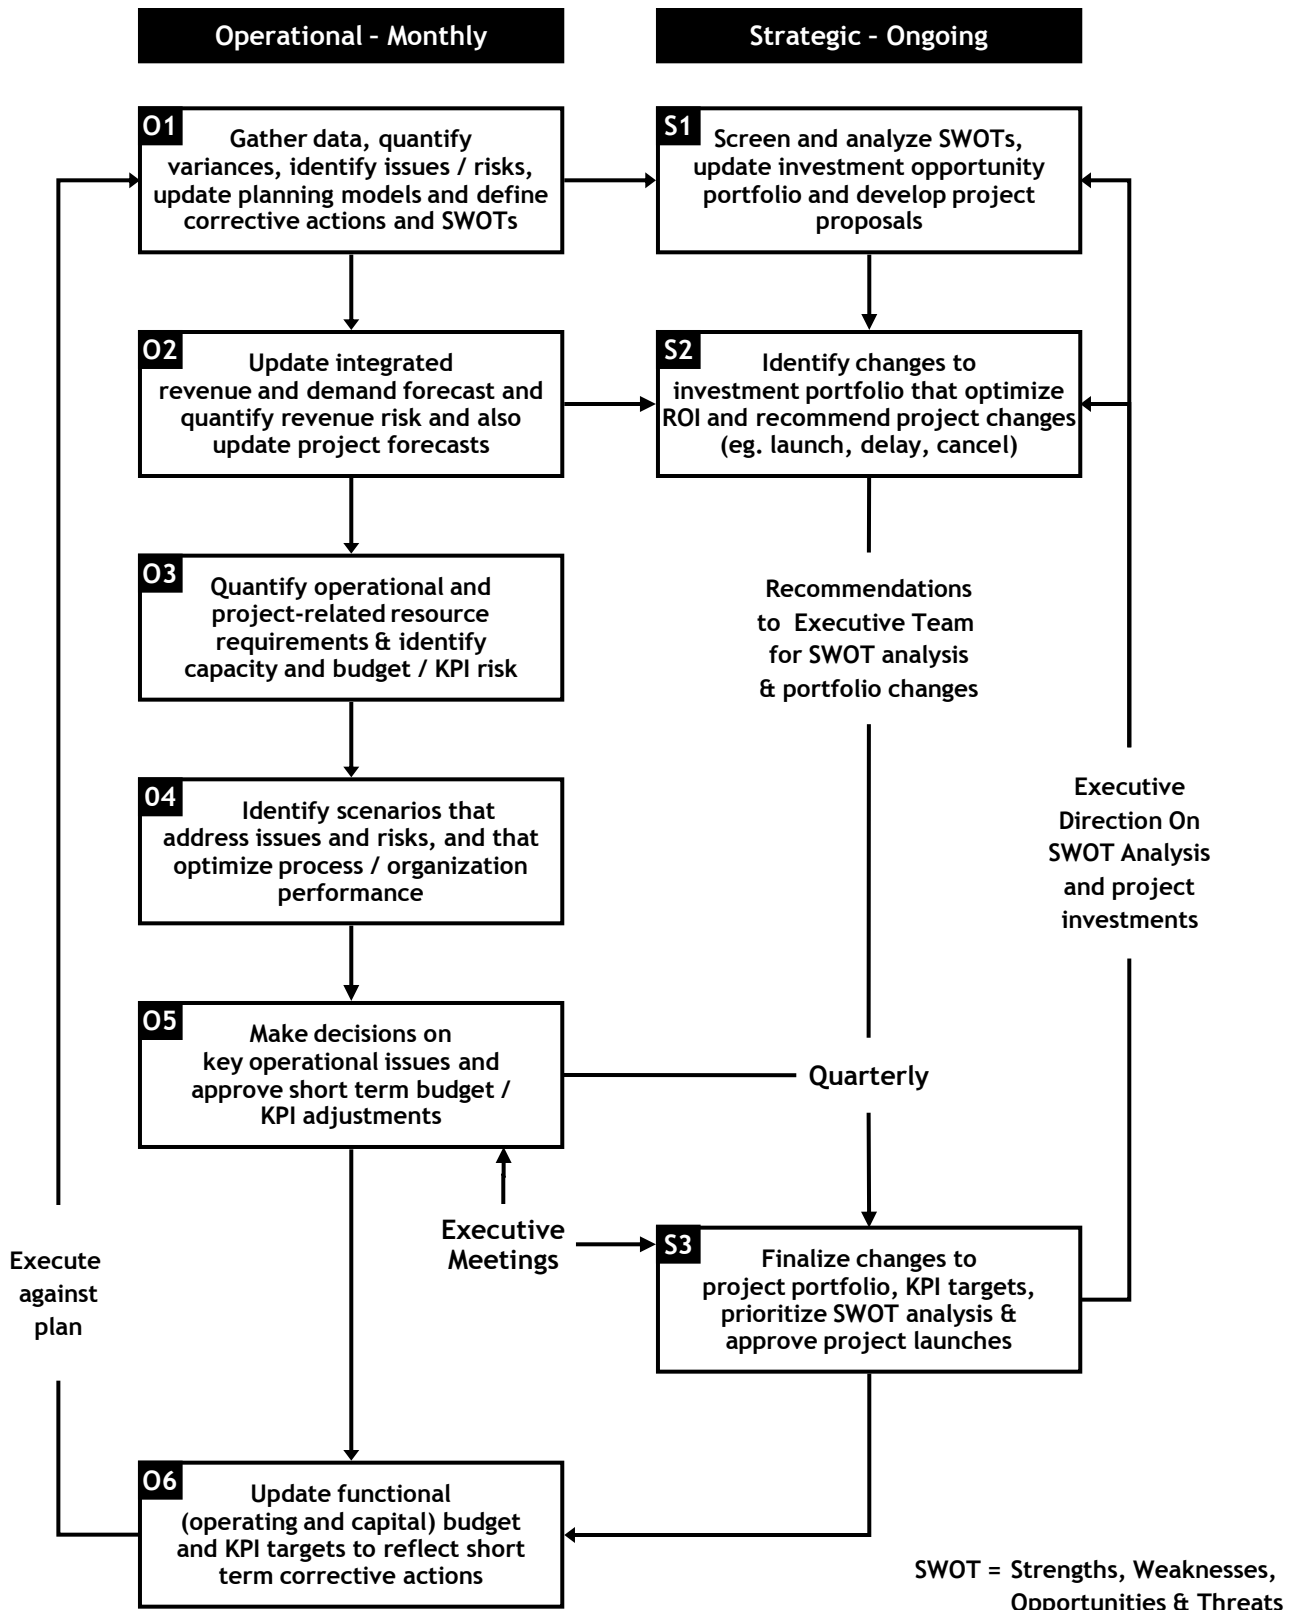 Operational – Monthly
Strategic – Ongoing
O1
Gather data, quantify
variances, identify issues / risks,
update planning models and define
corrective actions and SWOTs
S1
Screen and analyze SWOTs,
update investment opportunity
portfolio and develop project
proposals
O2
Update integrated
revenue and demand forecast and
quantify revenue risk and also
update project forecasts
S2
Identify changes to
investment portfolio that optimize
ROI and recommend project changes
(eg. launch, delay, cancel)
O3
Quantify operational and
project-related resource
requirements & identify
capacity and budget / KPI risk
Recommendations
to Executive Team
for SWOT analysis
& portfolio changes
04
Identify scenarios that
address issues and risks, and that
optimize process / organization
performance
Executive
Direction On
SWOT Analysis
and project
investments
O5
Make decisions on
key operational issues and
approve short term budget /
KPI adjustments
Quarterly
Executive
Meetings
S3
Finalize changes to
project portfolio, KPI targets,
prioritize SWOT analysis &
approve project launches
Execute
against
plan
O6
Update functional
(operating and capital) budget
and KPI targets to reflect short
term corrective actions
SWOT = Strengths, Weaknesses,
Opportunities & Threats